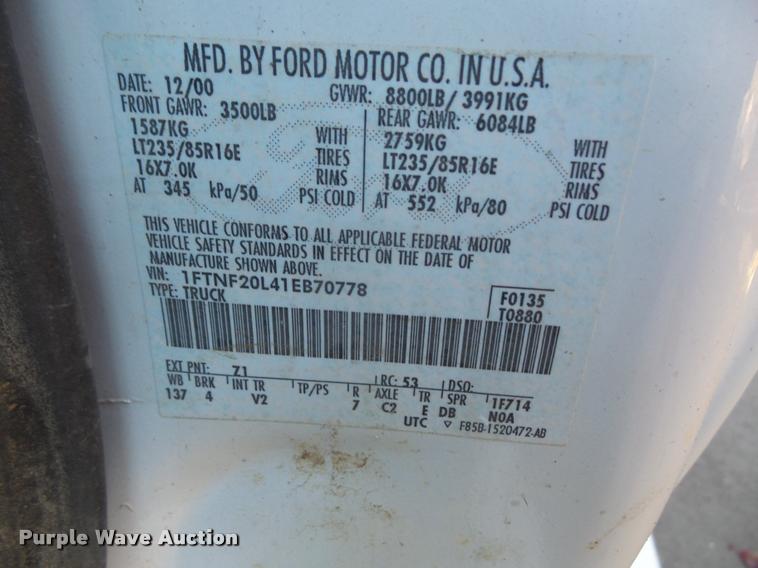 MFD. BY FORD MOTOR CO. IN U.S.A.
DATE: 12/00 GVWR: 8800LB/ 3991KG
FRONT GAWR: 3500LB REAR GAWR: 6084LB
1587KG WITH 2759KG WITH
LT235/85R16E TIRES LT235/85R16E TIRES
16X7.0K RIMS 16X7.0K RIMS
AT 345 kPa/50 PSI COLD AT 552 kPa/80 PSI COLD
THIS VEHICLE CONFORMS TO ALL APPLICABLE FEDERAL MOTOR
VEHICLE SAFETY STANDARDS IN EFFECT ON THE DATE OF
MANUFACTURE SHOWN ABOVE.
VIN: 1FTNF20L41EB70778 F0135
TYPE: TRUCK T0880
EXT PNT: Z1 RC: 53 DSO:
WB BRK INT TR TP/PS R AXLE TR SPR 1F714
137 4 V2 7 C2 E DB N0A
UTC ▽ F85B-1520472-AB
Purple Wave Auction